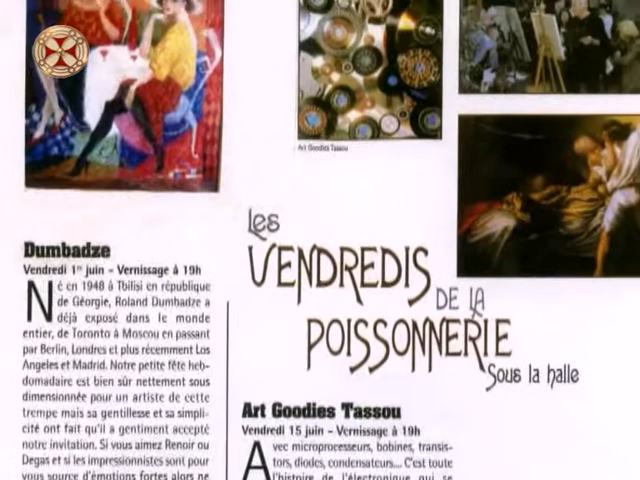 Art Goodies Tassou
Les
VENDREDIS
DE LA
POISSONNERIE
Sous la halle
Dumbadze
Vendredi 1er juin - Vernissage à 19h
Né en 1948 à Tbilisi en république
de Géorgie, Roland Dumbadze a
déjà exposé dans le monde
entier, de Toronto à Moscou en passant
par Berlin, Londres et plus récemment Los
Angeles et Madrid. Notre petite fête heb-
domadaire est bien sûr nettement sous
dimensionnée pour un artiste de cette
trempe mais sa gentillesse et sa simpli-
cité ont fait qu'il a gentiment accepté
notre invitation. Si vous aimez Renoir ou
Degas et si les impressionnistes sont pour
vous source d'émotions fortes alors ne
Art Goodies Tassou
Vendredi 15 juin - Vernissage à 19h
Avec microprocesseurs, bobines, transis-
tors, diodes, condensateurs... C'est toute
l'histoire de l'électronique qui se